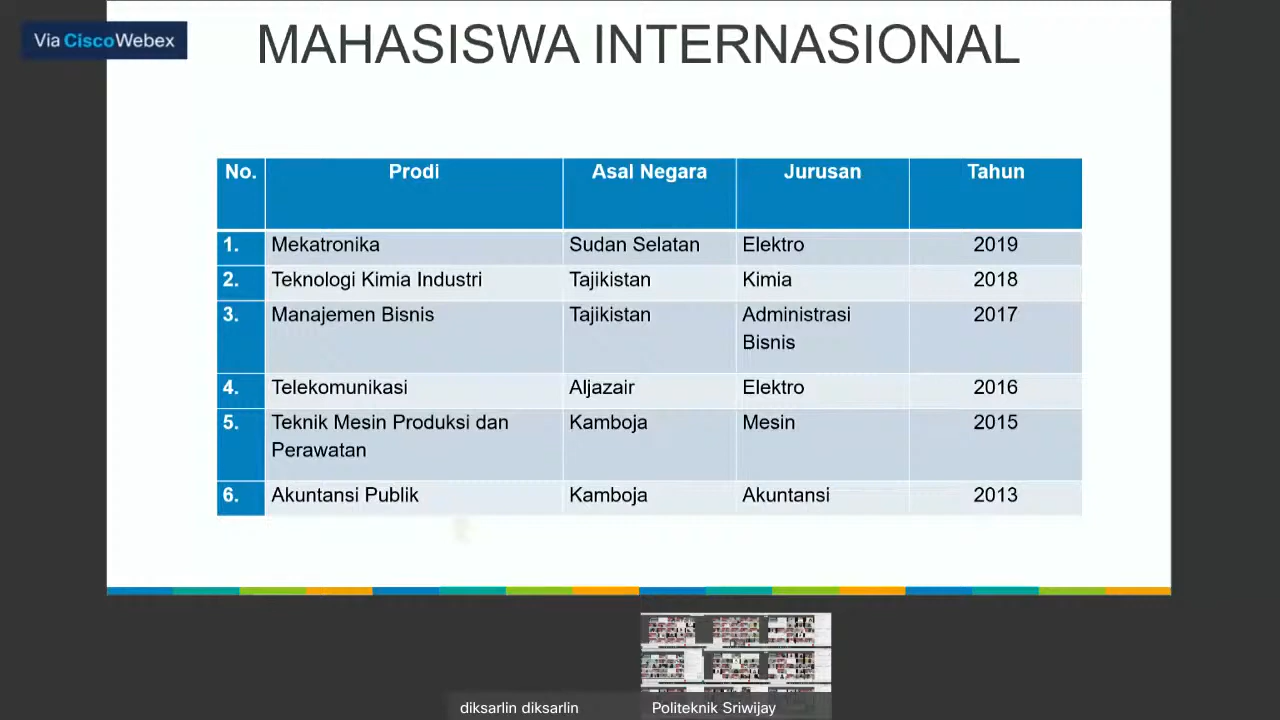 Via CiscoWebex
MAHASISWA INTERNASIONAL
No. Prodi Asal Negara Jurusan Tahun
1. Mekatronika Sudan Selatan Elektro 2019
2. Teknologi Kimia Industri Tajikistan Kimia 2018
3. Manajemen Bisnis Tajikistan Administrasi 2017
Bisnis
4. Telekomunikasi Aljazair Elektro 2016
5. Teknik Mesin Produksi dan Kamboja Mesin 2015
Perawatan
6. Akuntansi Publik Kamboja Akuntansi 2013
diksarlin diksarlin Politeknik Sriwijay